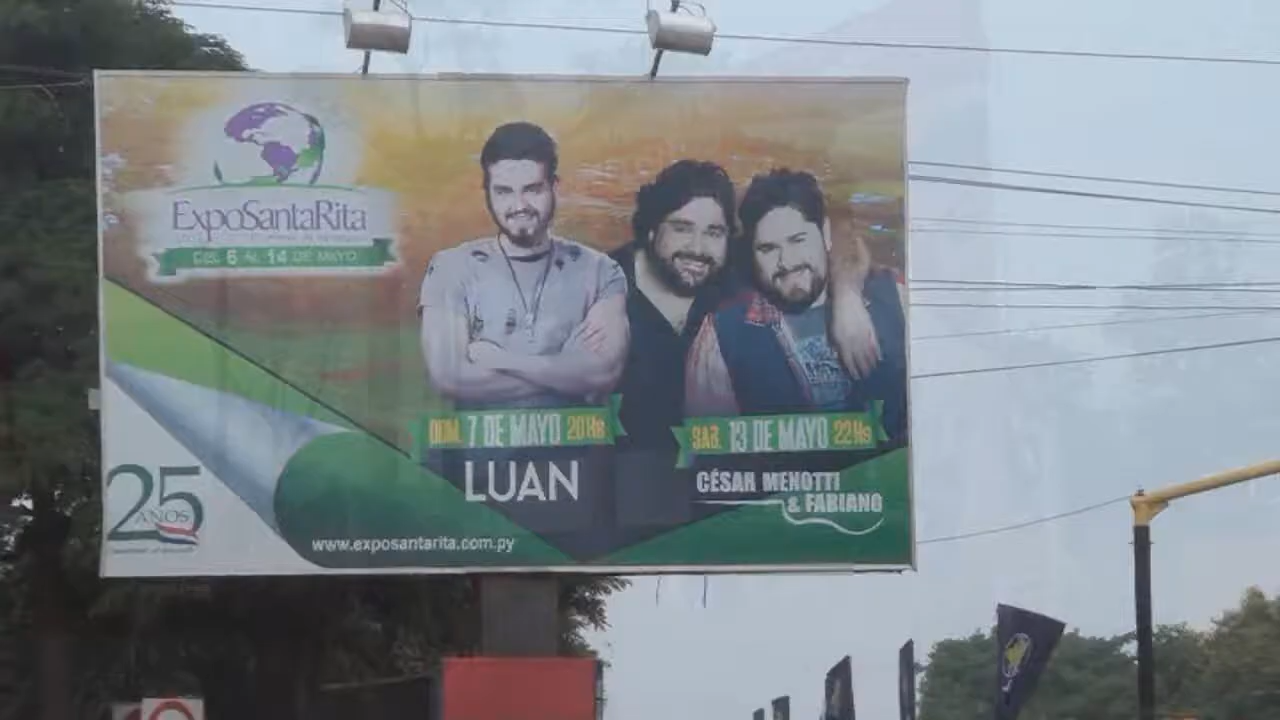 ExpoSantaRita
DEL 6 AL 14 DE MAYO
DOM. 7 DE MAYO 20Hs
LUAN
SAB. 13 DE MAYO 22Hs
CÉSAR MENOTTI
& FABIANO
25
AÑOS
www.exposantarita.com.py